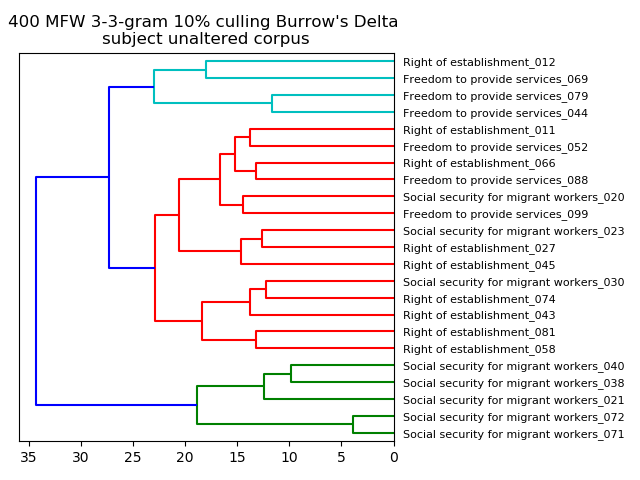 400 MFW 3-3-gram 10% culling Burrow's Delta
subject unaltered corpus
Right of establishment_012
Freedom to provide services_069
Freedom to provide services_079
Freedom to provide services_044
Right of establishment_011
Freedom to provide services_052
Right of establishment_066
Freedom to provide services_088
Social security for migrant workers_020
Freedom to provide services_099
Social security for migrant workers_023
Right of establishment_027
Right of establishment_045
Social security for migrant workers_030
Right of establishment_074
Right of establishment_043
Right of establishment_081
Right of establishment_058
Social security for migrant workers_040
Social security for migrant workers_038
Social security for migrant workers_021
Social security for migrant workers_072
Social security for migrant workers_071
35 30 25 20 15 10 5 0